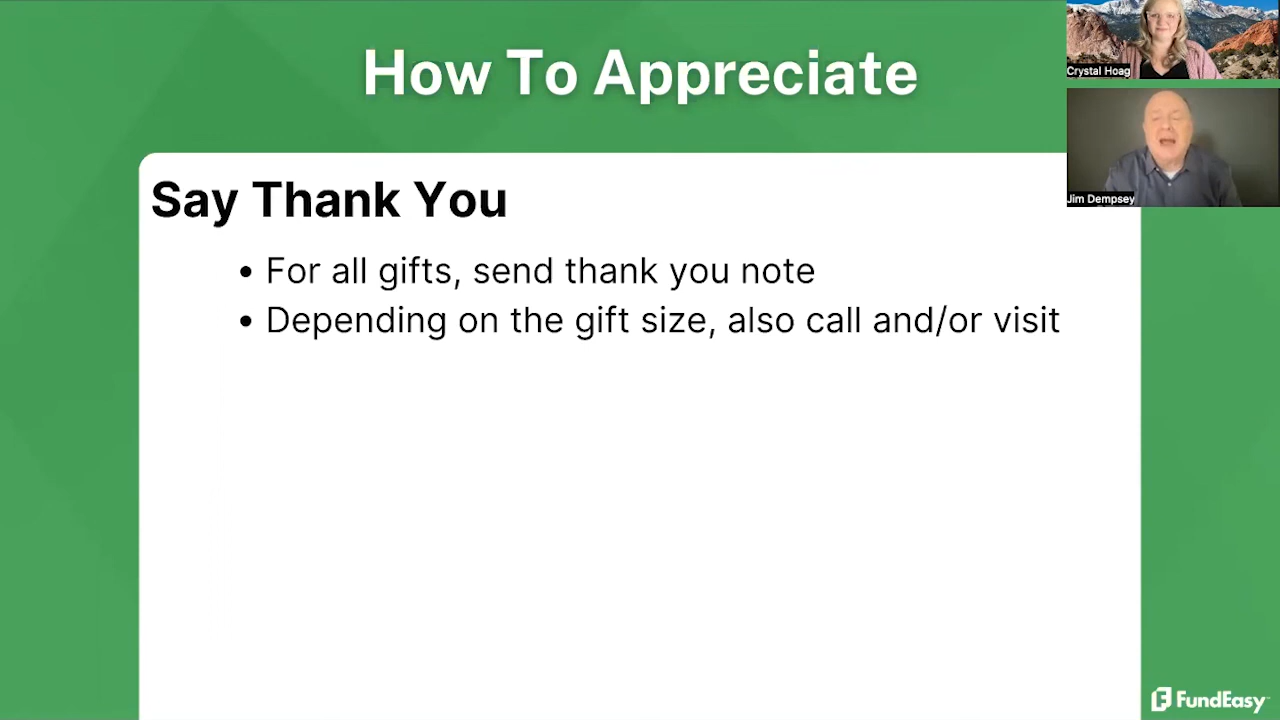 How To Appreciate
Crystal Hoag
Jim Dempsey
Say Thank You
• For all gifts, send thank you note
• Depending on the gift size, also call and/or visit
FundEasy